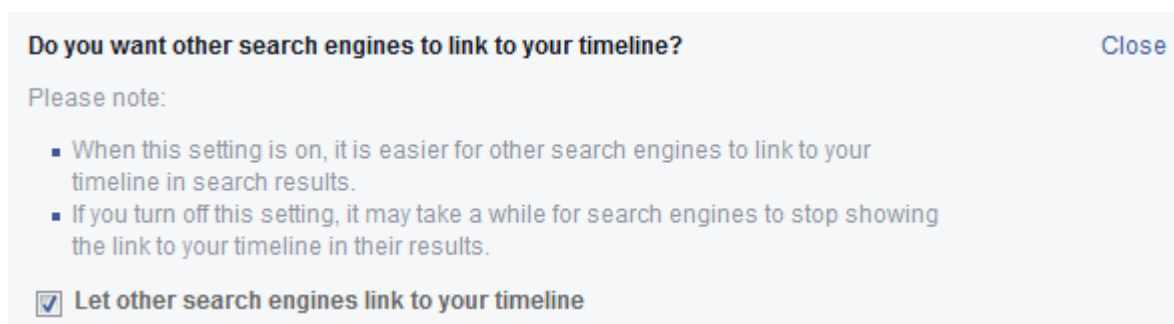 Do you want other search engines to link to your timeline? Close
Please note:
When this setting is on, it is easier for other search engines to link to your
timeline in search results.
If you turn off this setting, it may take a while for search engines to stop showing
the link to your timeline in their results.
Let other search engines link to your timeline